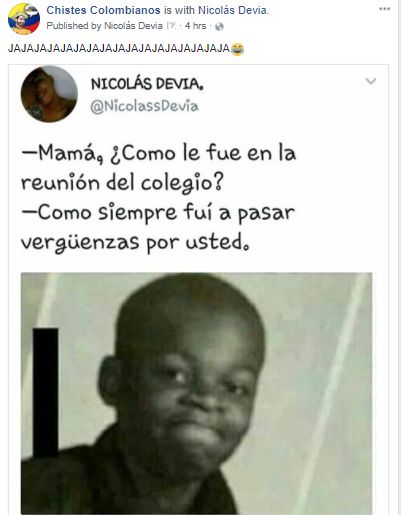 Chistes Colombianos is with Nicolás Devia.
Published by Nicolás Devia [?] · 4 hrs ·
JAJAJAJAJAJAJAJAJAJAJAJAJAJAJAJAJAJA😂
NICOLÁS DEVIA.
@NicolassDevia
—Mamá, ¿Como le fue en la
reunión del colegio?
—Como siempre fuí a pasar
vergüenzas por usted.